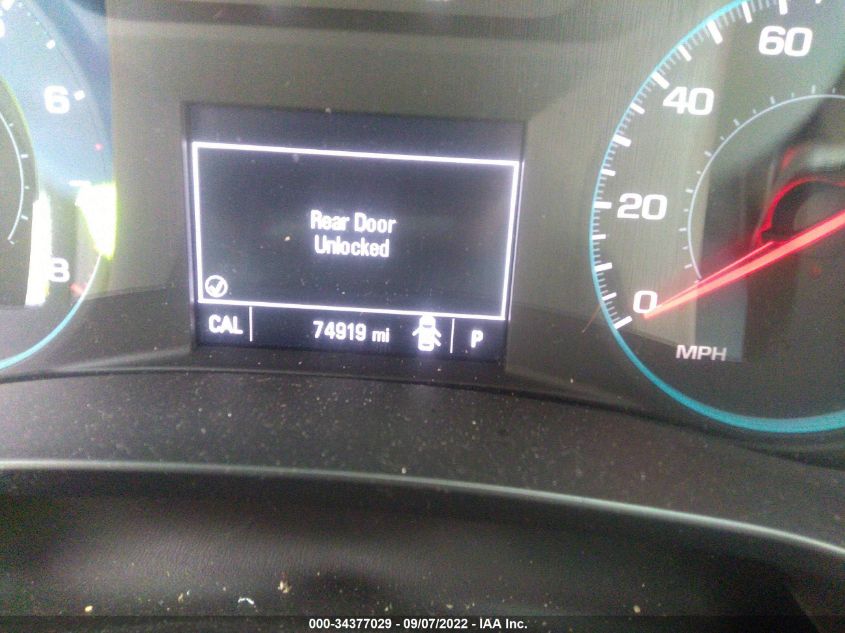 6
8
Rear Door
Unlocked
CAL 74919 mi P
60
40
20
0
MPH
000-34377029 - 09/07/2022 - IAA Inc.